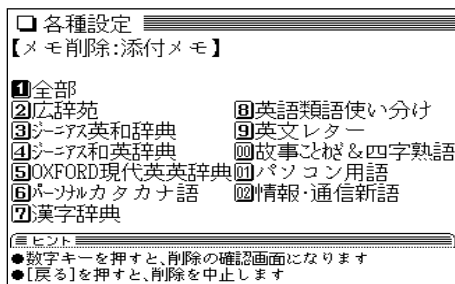 各種設定
【メモ削除:添付メモ】
1全部
2広辞苑
3ジーニアス英和辞典
4ジーニアス和英辞典
5OXFORD現代英英辞典
6パーソナルカタカナ語
7漢字辞典
8英語類語使い分け
9英文レター
00故事ことわざ&四字熟語
01パソコン用語
02情報・通信新語
ヒント
●数字キーを押すと、削除の確認画面になります
●[戻る]を押すと、削除を中止します